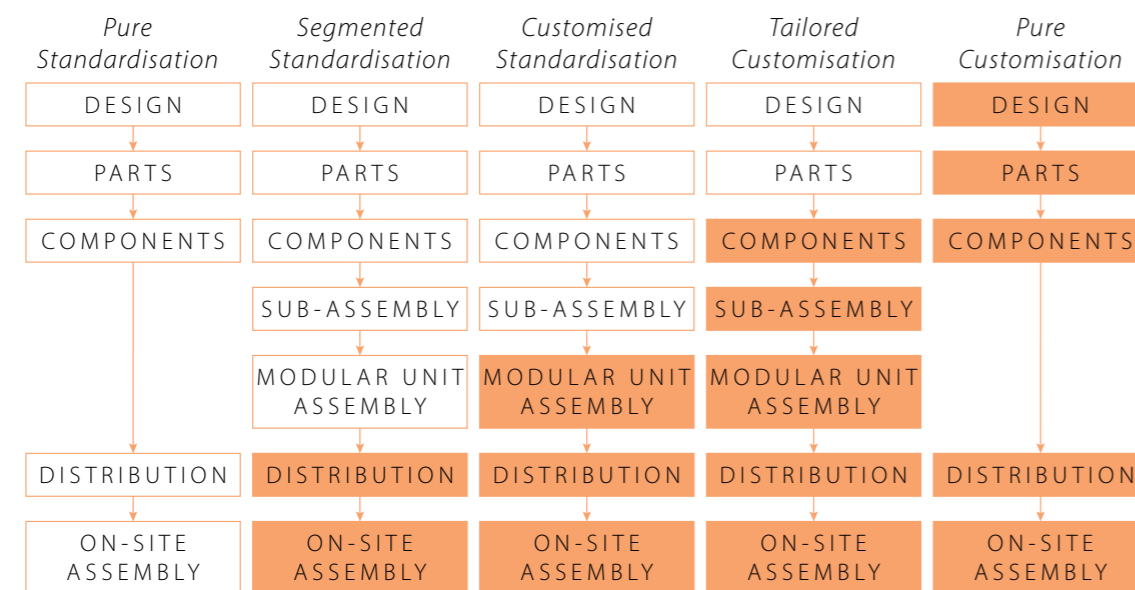 Pure
Standardisation
Segmented
Standardisation
Customised
Standardisation
Tailored
Customisation
Pure
Customisation
DESIGN
DESIGN
DESIGN
DESIGN
DESIGN
PARTS
PARTS
PARTS
PARTS
PARTS
COMPONENTS
COMPONENTS
COMPONENTS
COMPONENTS
COMPONENTS
SUB-ASSEMBLY
SUB-ASSEMBLY
SUB-ASSEMBLY
MODULAR UNIT
ASSEMBLY
MODULAR UNIT
ASSEMBLY
MODULAR UNIT
ASSEMBLY
DISTRIBUTION
DISTRIBUTION
DISTRIBUTION
DISTRIBUTION
DISTRIBUTION
ON-SITE
ASSEMBLY
ON-SITE
ASSEMBLY
ON-SITE
ASSEMBLY
ON-SITE
ASSEMBLY
ON-SITE
ASSEMBLY